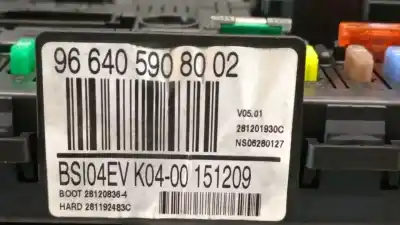 96 640 590 80 02
V05.01
281201930C
NS06280127
BSI04EV K04-00 151209
BOOT 28120836-4
HARD 281192483C